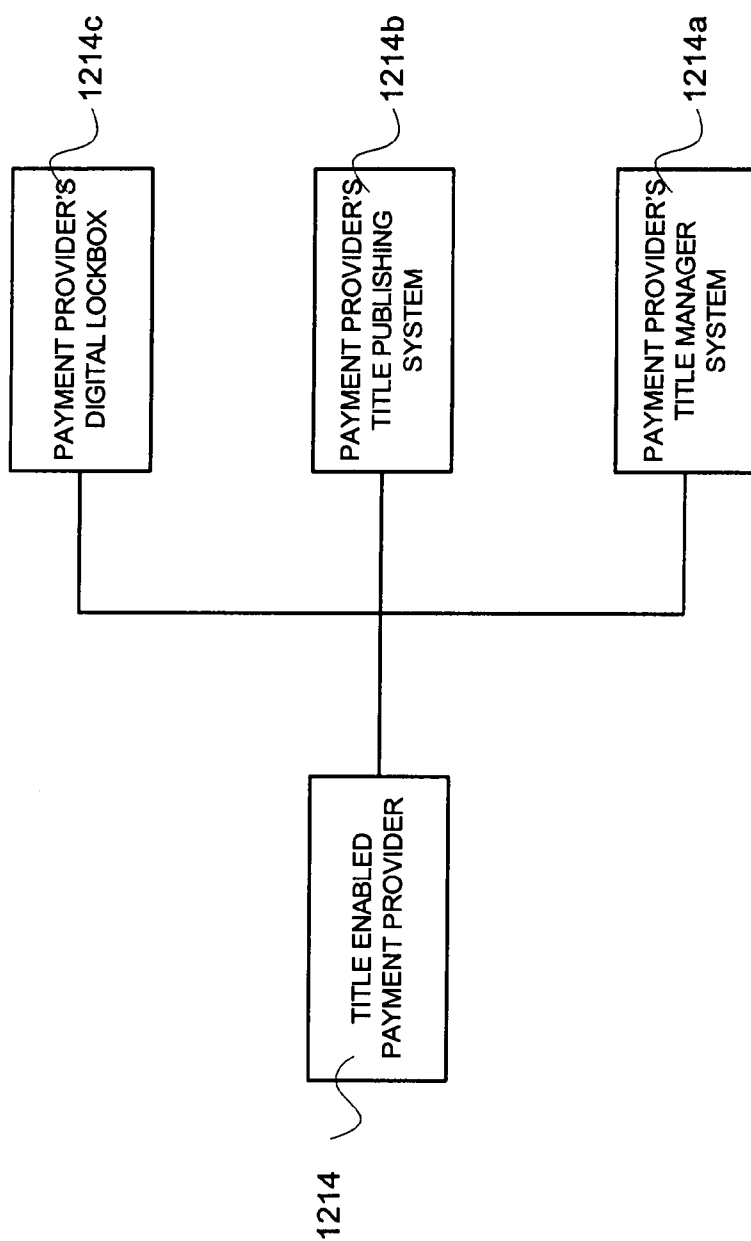 1214
TITLE ENABLED
PAYMENT PROVIDER
PAYMENT PROVIDER'S
DIGITAL LOCKBOX
1214c
PAYMENT PROVIDER'S
TITLE PUBLISHING
SYSTEM
1214b
PAYMENT PROVIDER'S
TITLE MANAGER
SYSTEM
1214a